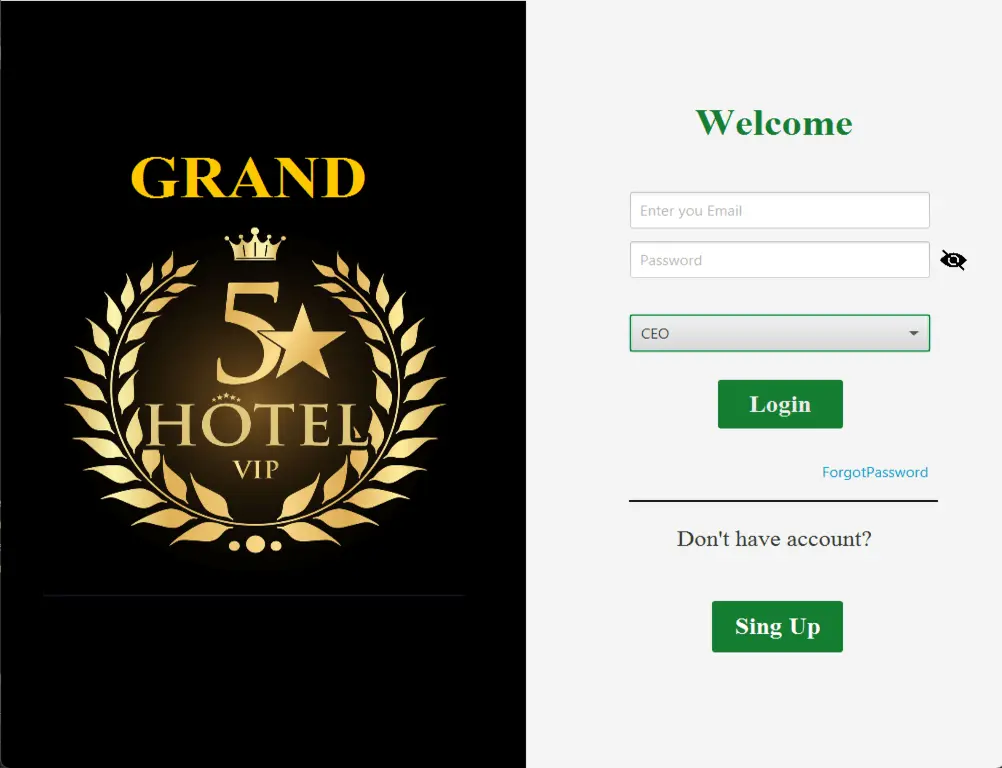 GRAND
5
HOTEL
VIP
Welcome
Enter you Email
Password
CEO
Login
ForgotPassword
Don't have account?
Sing Up